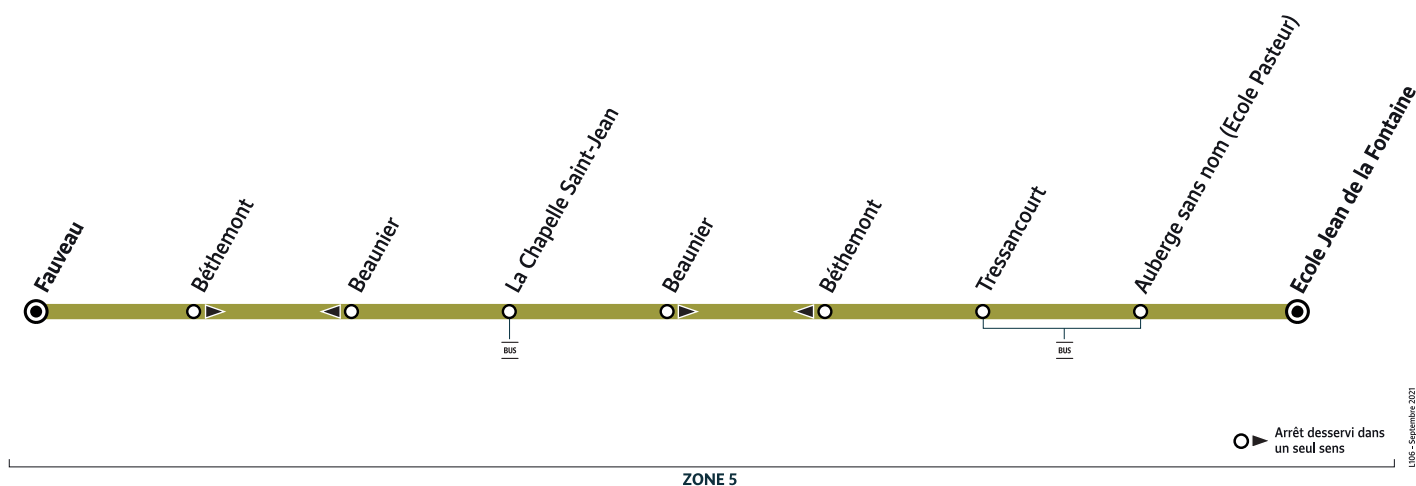 Fauveau
Béthemont
Beaunier
La Chapelle Saint-Jean
Beaunier
Béthemont
Tressancourt
Auberge sans nom (Ecole Pasteur)
Ecole Jean de la Fontaine
BUS
BUS
Arrêt desservi dans
un seul sens
L106 - Septembre 2021
ZONE 5